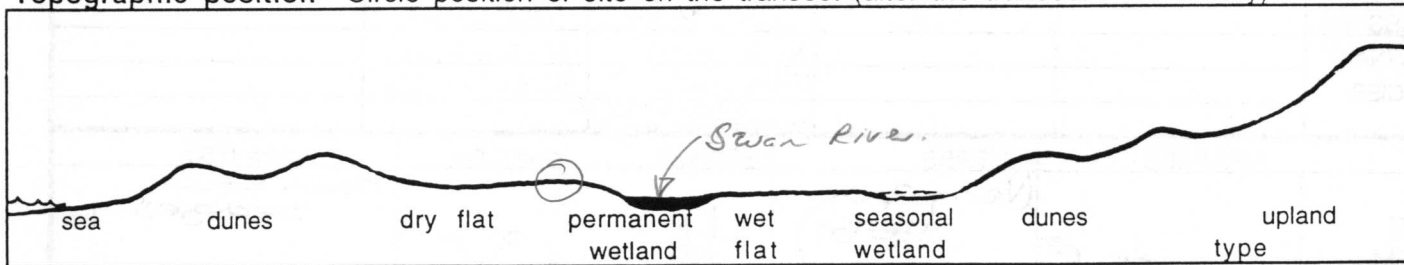 Topographic position Circle position of site on the transect
Swan River.
sea dunes dry flat permanent wet seasonal dunes upland
wetland flat wetland type